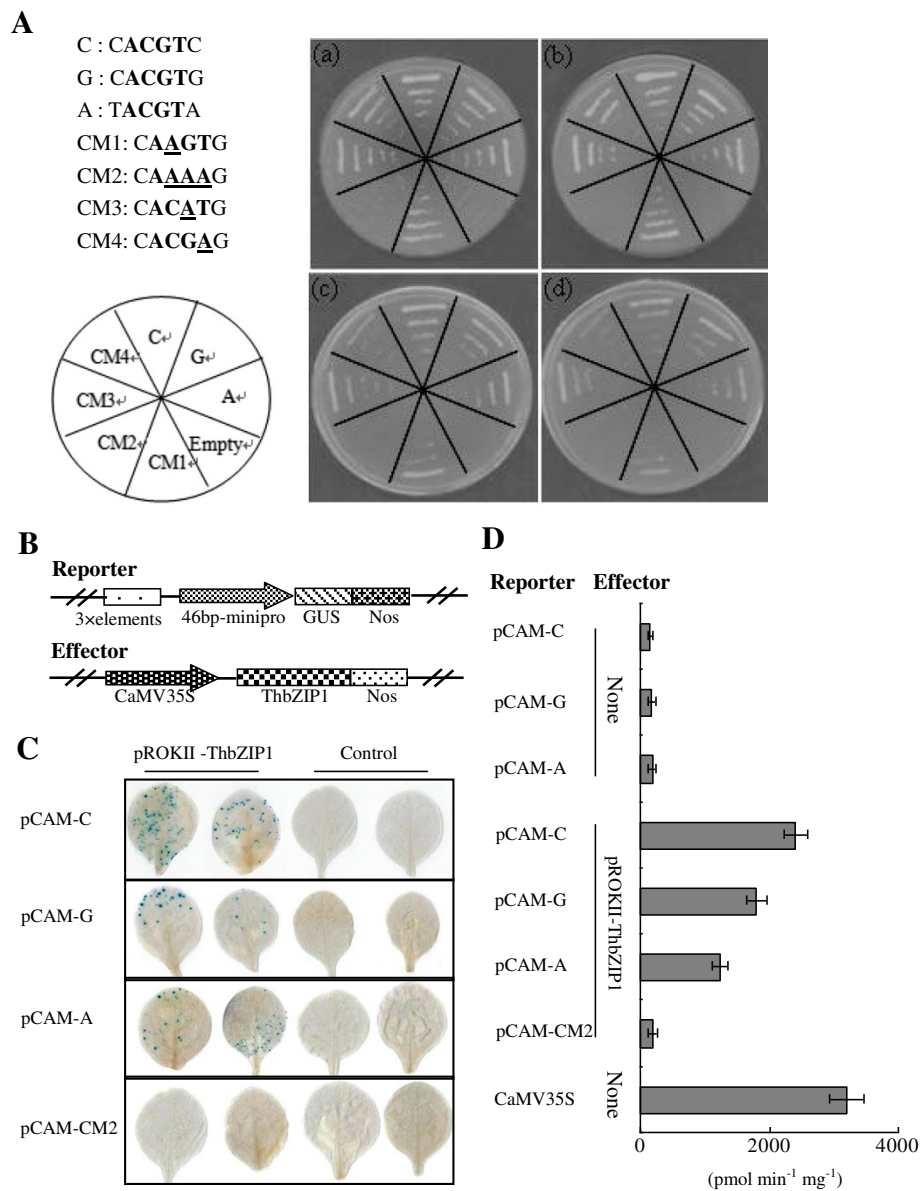 A
C : CACGTC
G : CACGTG
A : TACGTA
CM1: CAAGTG
CM2: CAAAAG
CM3: CACATG
CM4: CACGAG
(a)
(b)
(c)
(d)
C↵
G↵
A↵
Empty↵
CM1↵
CM2↵
CM3↵
CM4↵
B
Reporter
3×elements 46bp-minipro GUS Nos
Effector
CaMV35S ThbZIP1 Nos
C
pROKII -ThbZIP1 Control
pCAM-C
pCAM-G
pCAM-A
pCAM-CM2
D
Reporter Effector
pCAM-C
pCAM-G
pCAM-A
None
pCAM-C
pCAM-G
pCAM-A
pCAM-CM2
pROKII-ThbZIP1
CaMV35S
None
0 2000 4000
(pmol min⁻¹ mg⁻¹)